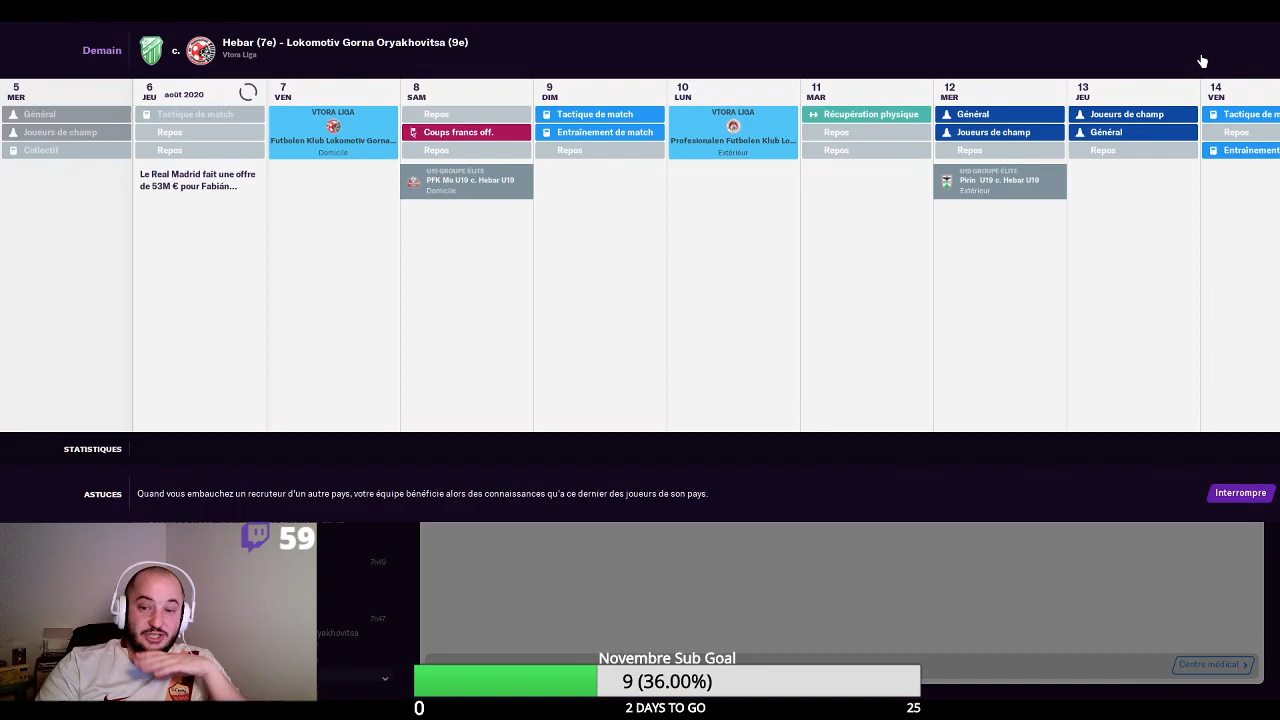 Demain
c.
Hebar (7e) - Lokomotiv Gorna Oryakhovitsa (9e)
Vtora Liga
5
MER
Général
Joueurs de champ
Collectif
6
JEU
août 2020
Tactique de match
Repos
Repos
Le Real Madrid fait une offre
de 53M € pour Fabián...
7
VEN
VTORA LIGA
Futbolen Klub Lokomotiv Gorna...
Domicile
8
SAM
Repos
Coups francs off.
Repos
U19 GROUPE ÉLITE
PFK Mo U19 c. Hebar U19
Domicile
9
DIM
Tactique de match
Entraînement de match
Repos
10
LUN
VTORA LIGA
Profesionalen Futbolen Klub Lo...
Extérieur
11
MAR
Récupération physique
Repos
Repos
12
MER
Général
Joueurs de champ
Repos
U19 GROUPE ÉLITE
Pirin U19 c. Hebar U19
Extérieur
13
JEU
Joueurs de champ
Général
Repos
14
VEN
Tactique de m
Repos
Entraînement
STATISTIQUES
ASTUCES
Quand vous embauchez un recruteur d'un autre pays, votre équipe bénéficie alors des connaissances qu'a ce dernier des joueurs de son pays.
Interrompre
59
7h49
7h47
yakhovitsa
Centre médical
Novembre Sub Goal
9 (36.00%)
0
2 DAYS TO GO
25